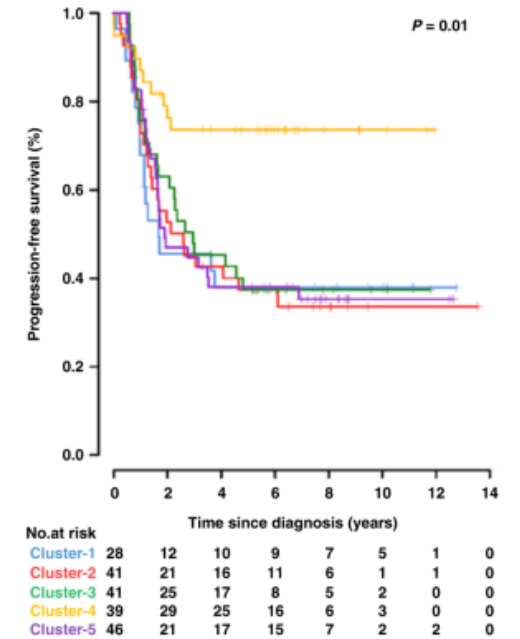 P = 0.01
Progression-free survival (%)
1.0
0.8
0.6
0.4
0.2
0.0
0 2 4 6 8 10 12 14
Time since diagnosis (years)
No.at risk
Cluster-1 28 12 10 9 7 5 1 0
Cluster-2 41 21 16 11 6 1 1 0
Cluster-3 41 25 17 8 5 2 0 0
Cluster-4 39 29 25 16 6 3 0 0
Cluster-5 46 21 17 15 7 2 2 0